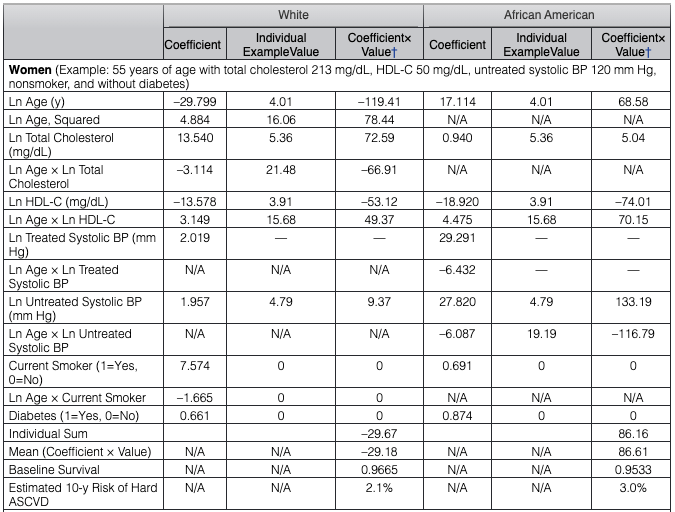 White African American
Coefficient Individual ExampleValue Coefficient× Value† Coefficient Individual ExampleValue Coefficient× Value†
Women (Example: 55 years of age with total cholesterol 213 mg/dL, HDL-C 50 mg/dL, untreated systolic BP 120 mm Hg,
nonsmoker, and without diabetes)
Ln Age (y) −29.799 4.01 −119.41 17.114 4.01 68.58
Ln Age, Squared 4.884 16.06 78.44 N/A N/A N/A
Ln Total Cholesterol 13.540 5.36 72.59 0.940 5.36 5.04
(mg/dL)
Ln Age × Ln Total −3.114 21.48 −66.91 N/A N/A N/A
Cholesterol
Ln HDL-C (mg/dL) −13.578 3.91 −53.12 −18.920 3.91 −74.01
Ln Age × Ln HDL-C 3.149 15.68 49.37 4.475 15.68 70.15
Ln Treated Systolic BP (mm 2.019 — — 29.291 — —
Hg)
Ln Age × Ln Treated N/A N/A N/A −6.432 — —
Systolic BP
Ln Untreated Systolic BP 1.957 4.79 9.37 27.820 4.79 133.19
(mm Hg)
Ln Age × Ln Untreated N/A N/A N/A −6.087 19.19 −116.79
Systolic BP
Current Smoker (1=Yes, 7.574 0 0 0.691 0 0
0=No)
Ln Age × Current Smoker −1.665 0 0 N/A N/A N/A
Diabetes (1=Yes, 0=No) 0.661 0 0 0.874 0 0
Individual Sum −29.67 86.16
Mean (Coefficient × Value) N/A N/A −29.18 N/A N/A 86.61
Baseline Survival N/A N/A 0.9665 N/A N/A 0.9533
Estimated 10-y Risk of Hard N/A N/A 2.1% N/A N/A 3.0%
ASCVD